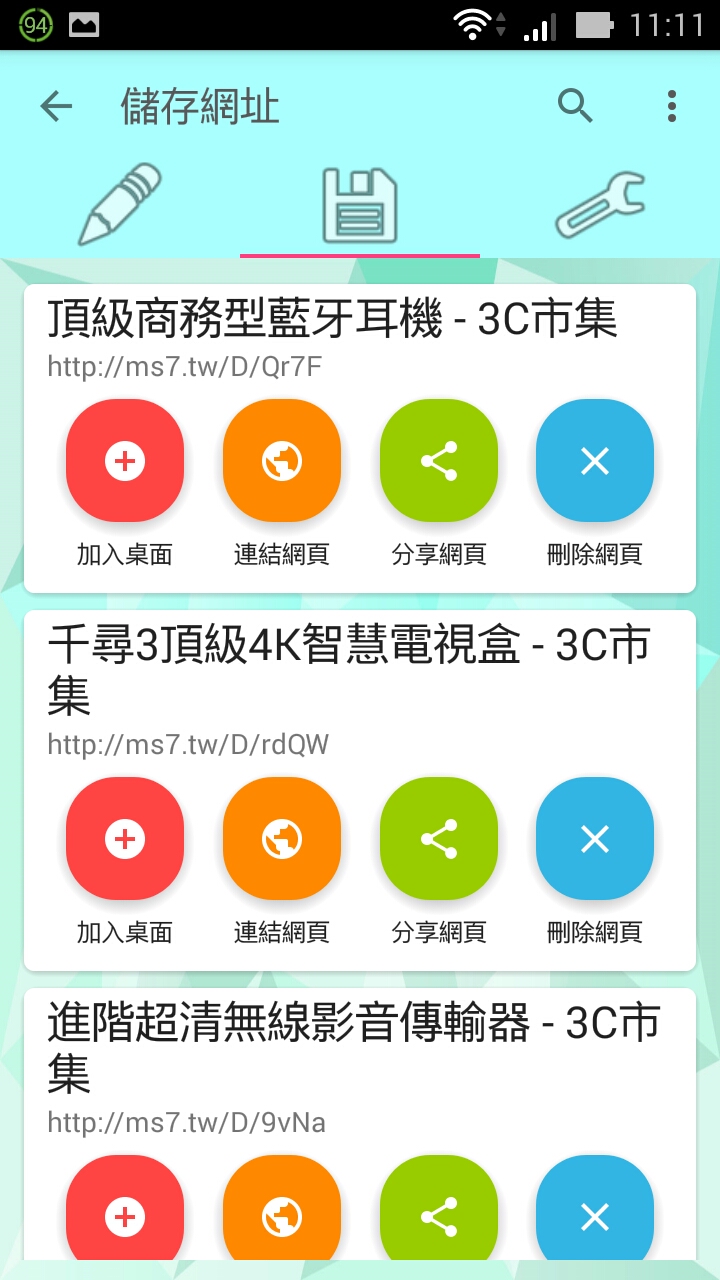 94
11:11
儲存網址
頂級商務型藍牙耳機 - 3C市集
http://ms7.tw/D/Qr7F
加入桌面 連結網頁 分享網頁 刪除網頁
千尋3頂級4K智慧電視盒 - 3C市
集
http://ms7.tw/D/rdQW
加入桌面 連結網頁 分享網頁 刪除網頁
進階超清無線影音傳輸器 - 3C市
集
http://ms7.tw/D/9vNa